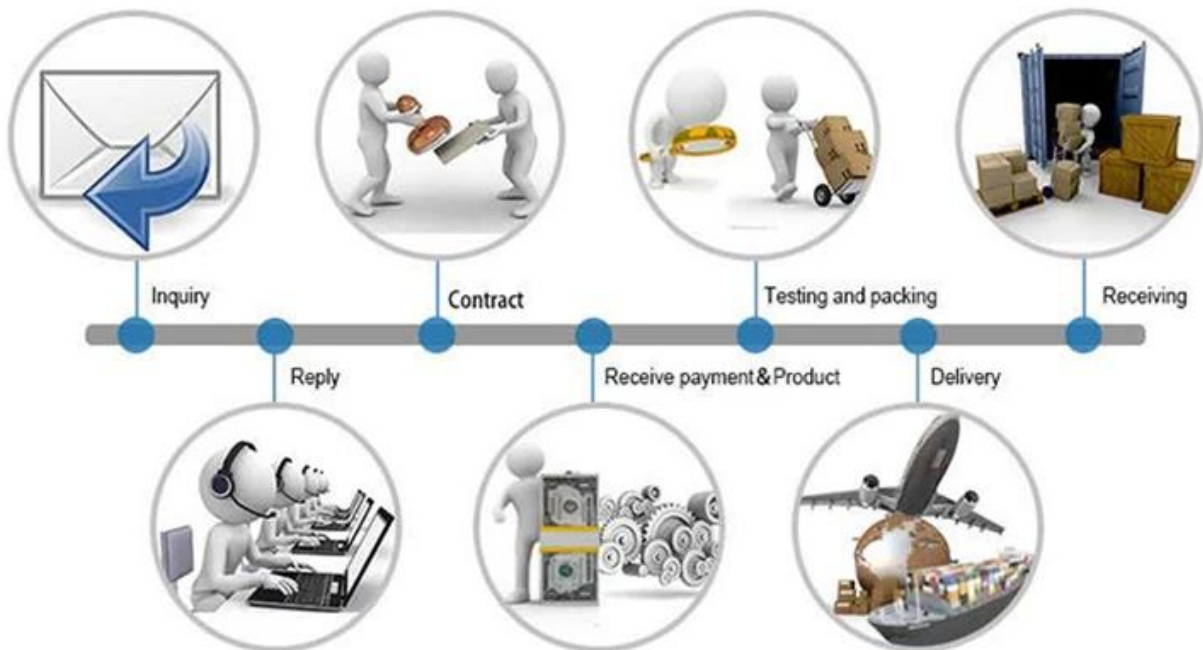 Inquiry
Contract
Testing and packing
Receiving
Reply
Receive payment&Product
Delivery